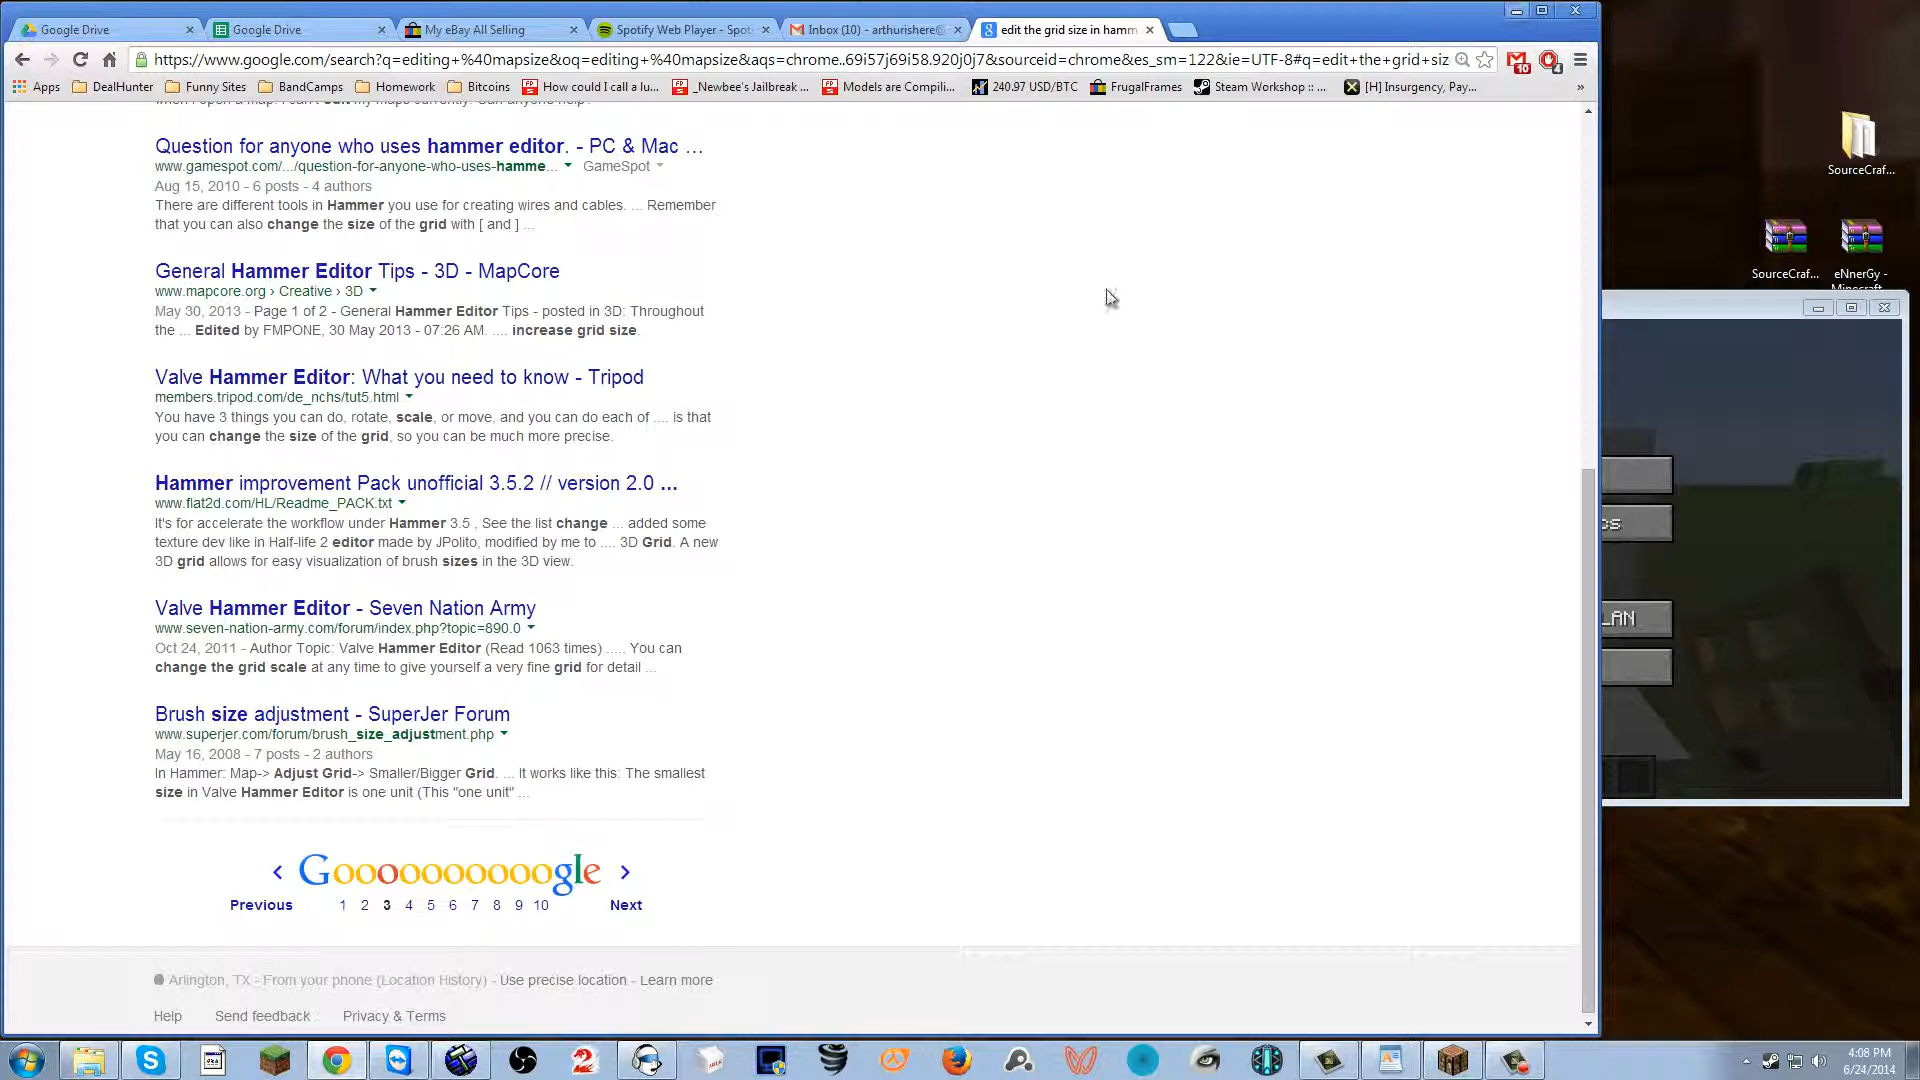 Google Drive
Google Drive
My eBay All Selling
Spotify Web Player - Spot
Inbox (10) - arthurishere@
edit the grid size in hamm
https://www.google.com/search?q=editing+%40mapsize&oq=editing+%40mapsize&aqs=chrome..69i57j69i58.920j0j7&sourceid=chrome&es_sm=122&ie=UTF-8#q=edit+the+grid+siz
10
4
Apps
DealHunter
Funny Sites
BandCamps
Homework
Bitcoins
How could I call a lu...
_Newbee's Jailbreak ...
Models are Compili...
240.97 USD/BTC
FrugalFrames
Steam Workshop :: ...
[H] Insurgency, Pay...
»
Question for anyone who uses hammer editor. - PC & Mac ...
www.gamespot.com/.../question-for-anyone-who-uses-hamme... GameSpot
Aug 15, 2010 - 6 posts - 4 authors
There are different tools in Hammer you use for creating wires and cables. ... Remember
that you can also change the size of the grid with [ and ] ...
General Hammer Editor Tips - 3D - MapCore
www.mapcore.org › Creative › 3D
May 30, 2013 - Page 1 of 2 - General Hammer Editor Tips - posted in 3D: Throughout
the ... Edited by FMPONE, 30 May 2013 - 07:26 AM. .... increase grid size.
Valve Hammer Editor: What you need to know - Tripod
members.tripod.com/de_nchs/tut5.html
You have 3 things you can do, rotate, scale, or move, and you can do each of .... is that
you can change the size of the grid, so you can be much more precise.
Hammer improvement Pack unofficial 3.5.2 // version 2.0 ...
www.flat2d.com/HL/Readme_PACK.txt
It's for accelerate the workflow under Hammer 3.5 , See the list change ... added some
texture dev like in Half-life 2 editor made by JPolito, modified by me to .... 3D Grid. A new
3D grid allows for easy visualization of brush sizes in the 3D view.
Valve Hammer Editor - Seven Nation Army
www.seven-nation-army.com/forum/index.php?topic=890.0
Oct 24, 2011 - Author Topic: Valve Hammer Editor (Read 1063 times) ..... You can
change the grid scale at any time to give yourself a very fine grid for detail ...
Brush size adjustment - SuperJer Forum
www.superjer.com/forum/brush_size_adjustment.php
May 16, 2008 - 7 posts - 2 authors
In Hammer: Map-> Adjust Grid-> Smaller/Bigger Grid. ... It works like this: The smallest
size in Valve Hammer Editor is one unit (This "one unit" ...
< Goooooooooogle >
Previous 1 2 3 4 5 6 7 8 9 10 Next
Arlington, TX - From your phone (Location History) - Use precise location - Learn more
Help Send feedback Privacy & Terms
SourceCraf...
SourceCraf...
eNnerGy -
LAN
4:08 PM
6/24/2014